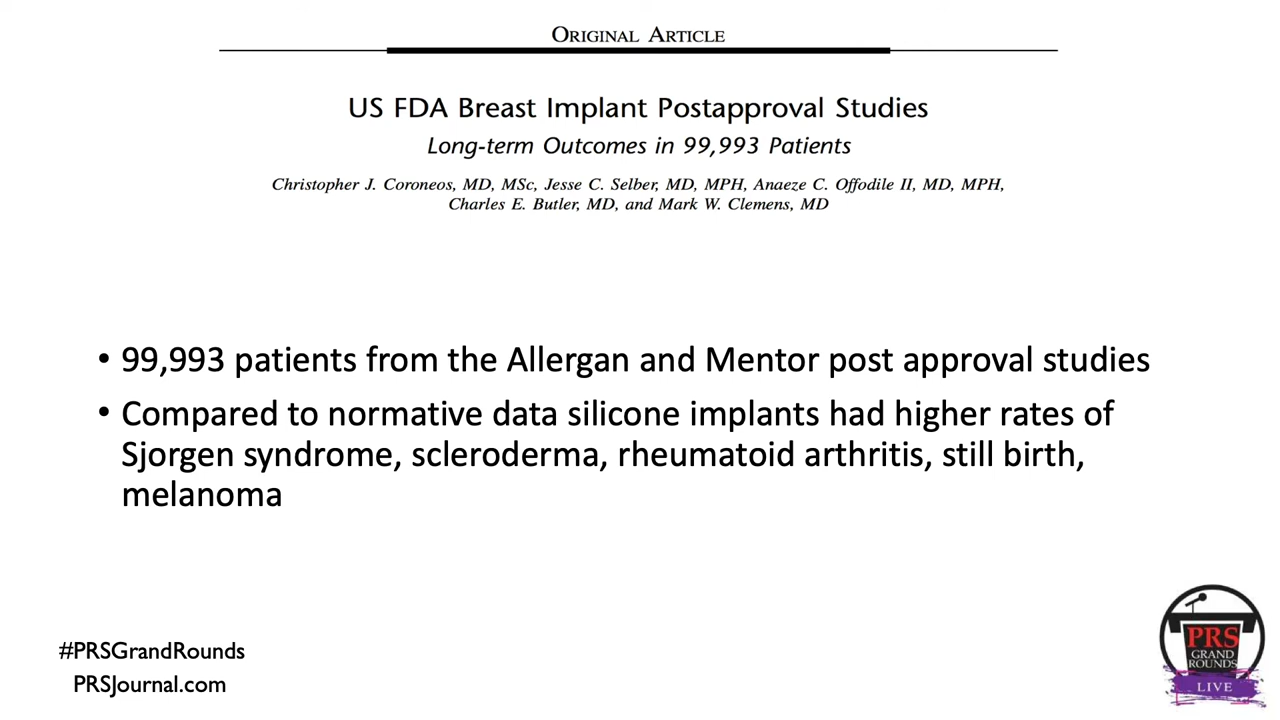 ORIGINAL ARTICLE
US FDA Breast Implant Postapproval Studies
Long-term Outcomes in 99,993 Patients
Christopher J. Coroneos, MD, MSc, Jesse C. Selber, MD, MPH, Anaeze C. Offodile II, MD, MPH,
Charles E. Butler, MD, and Mark W. Clemens, MD
• 99,993 patients from the Allergan and Mentor post approval studies
• Compared to normative data silicone implants had higher rates of
Sjorgen syndrome, scleroderma, rheumatoid arthritis, still birth,
melanoma
#PRSGrandRounds
PRSJournal.com
PRS
GRAND
ROUNDS
LIVE